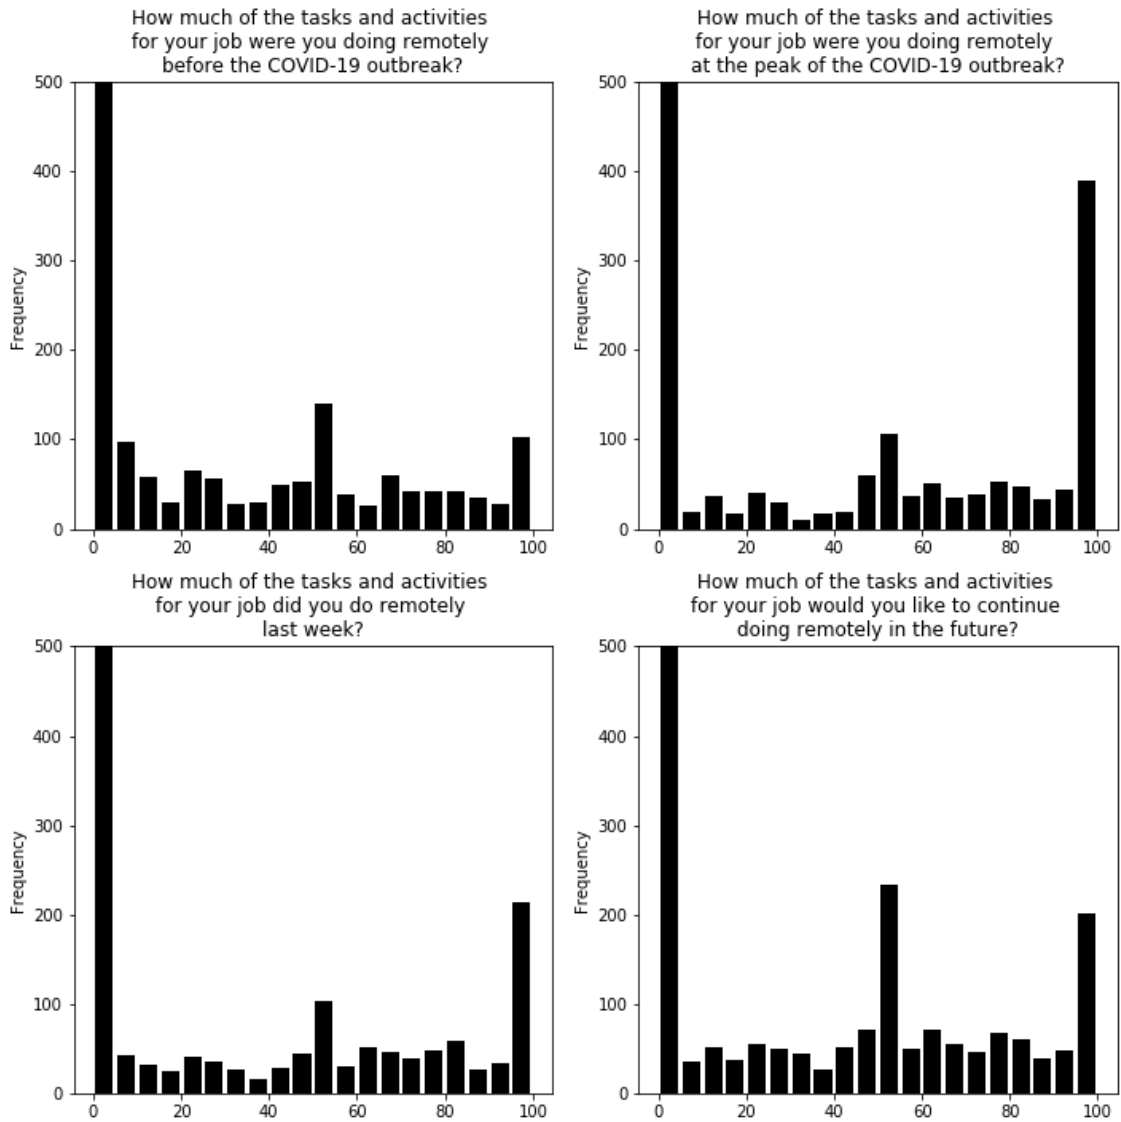 How much of the tasks and activities
for your job were you doing remotely
before the COVID-19 outbreak?
500
400
300
200
100
0
Frequency
0 20 40 60 80 100
How much of the tasks and activities
for your job were you doing remotely
at the peak of the COVID-19 outbreak?
500
400
300
200
100
0
Frequency
0 20 40 60 80 100
How much of the tasks and activities
for your job did you do remotely
last week?
500
400
300
200
100
0
Frequency
0 20 40 60 80 100
How much of the tasks and activities
for your job would you like to continue
doing remotely in the future?
500
400
300
200
100
0
Frequency
0 20 40 60 80 100